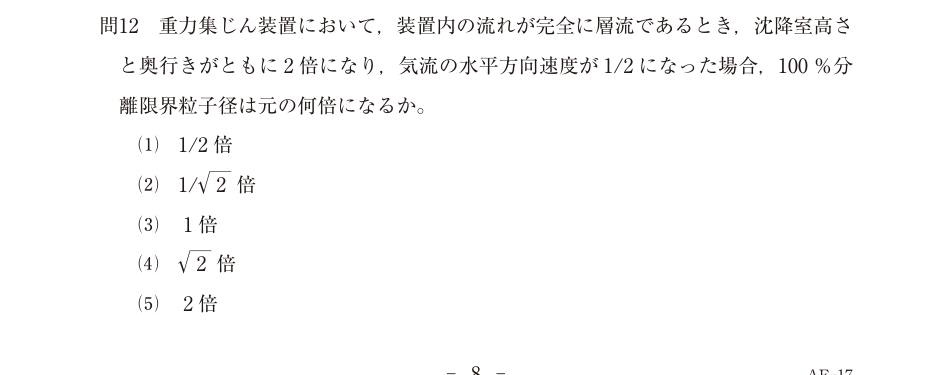 問12　重力集じん装置において，装置内の流れが完全に層流であるとき，沈降室高さ
と奥行きがともに 2 倍になり，気流の水平方向速度が 1/2 になった場合，100 %分
離限界粒子径は元の何倍になるか。
(1)　1/2 倍
(2)　1/√2 倍
(3)　1 倍
(4)　√2 倍
(5)　2 倍
－ 8 －